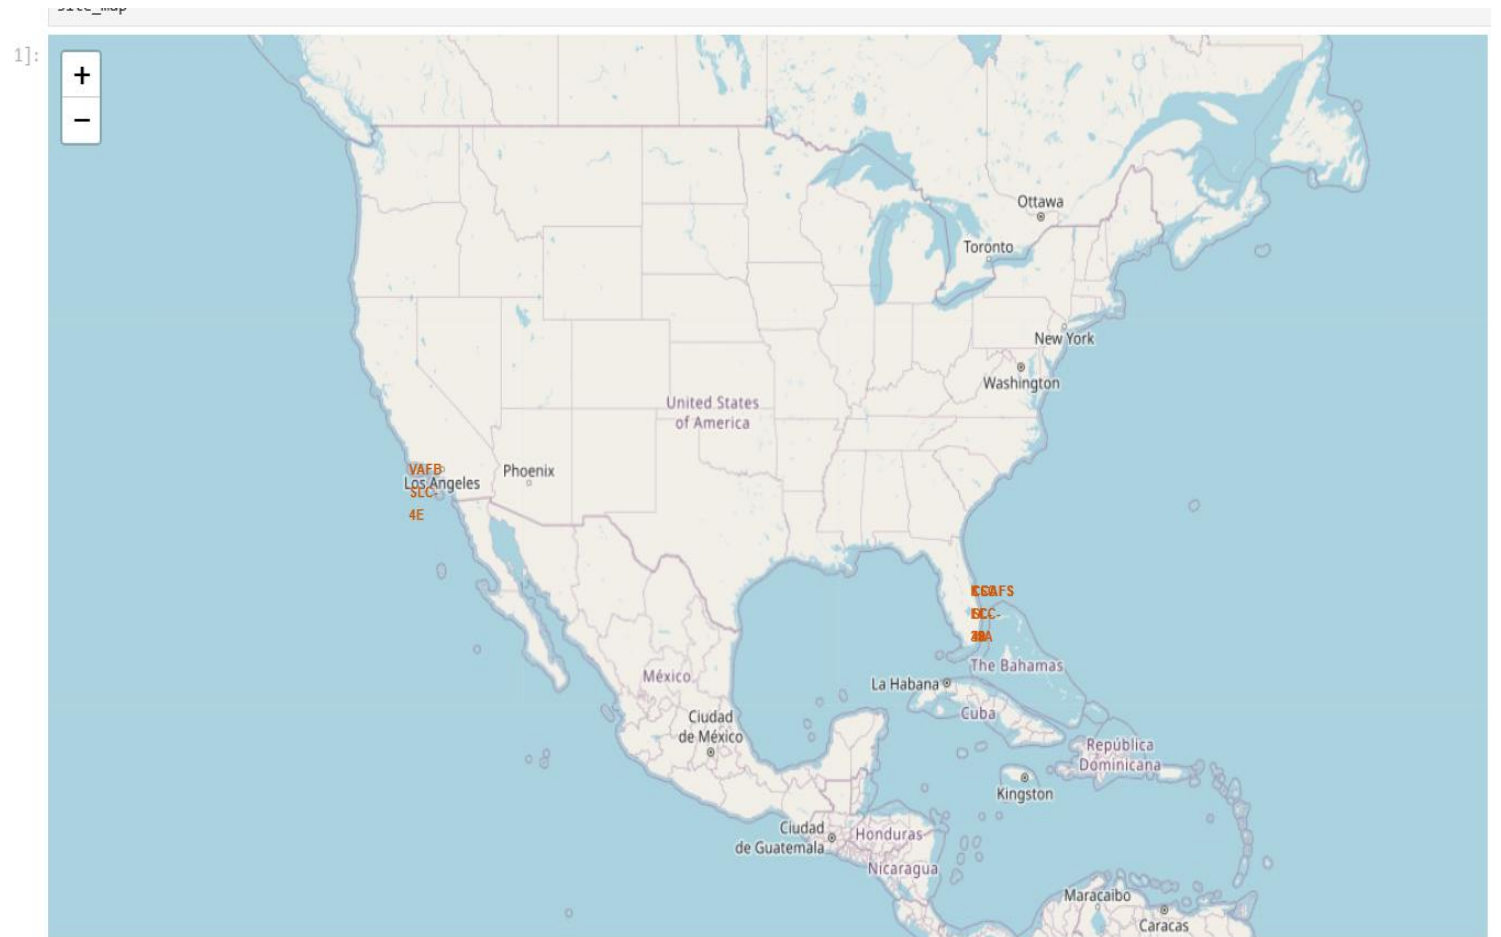 1]:
+
−
Ottawa
Toronto
New York
Washington
United States
of America
VAFB
SLC-
4E
Los Angeles
Phoenix
The Bahamas
La Habana
Cuba
México
Ciudad
de México
República
Dominicana
Kingston
Ciudad
de Guatemala
Honduras
Nicaragua
Maracaibo
Caracas